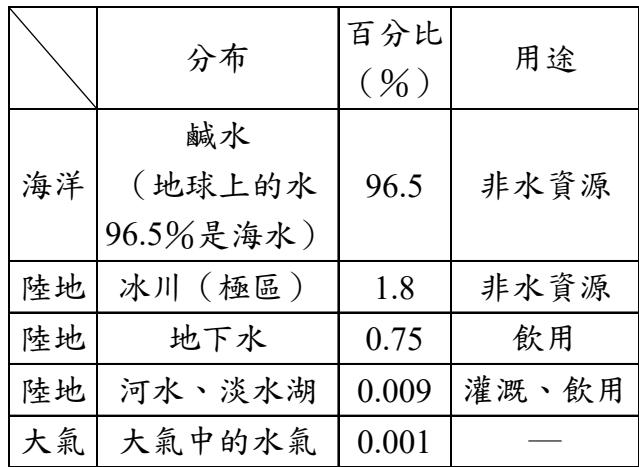 分布 百分比（％） 用途
海洋 鹹水（地球上的水96.5％是海水） 96.5 非水資源
陸地 冰川（極區） 1.8 非水資源
陸地 地下水 0.75 飲用
陸地 河水、淡水湖 0.009 灌溉、飲用
大氣 大氣中的水氣 0.001 —